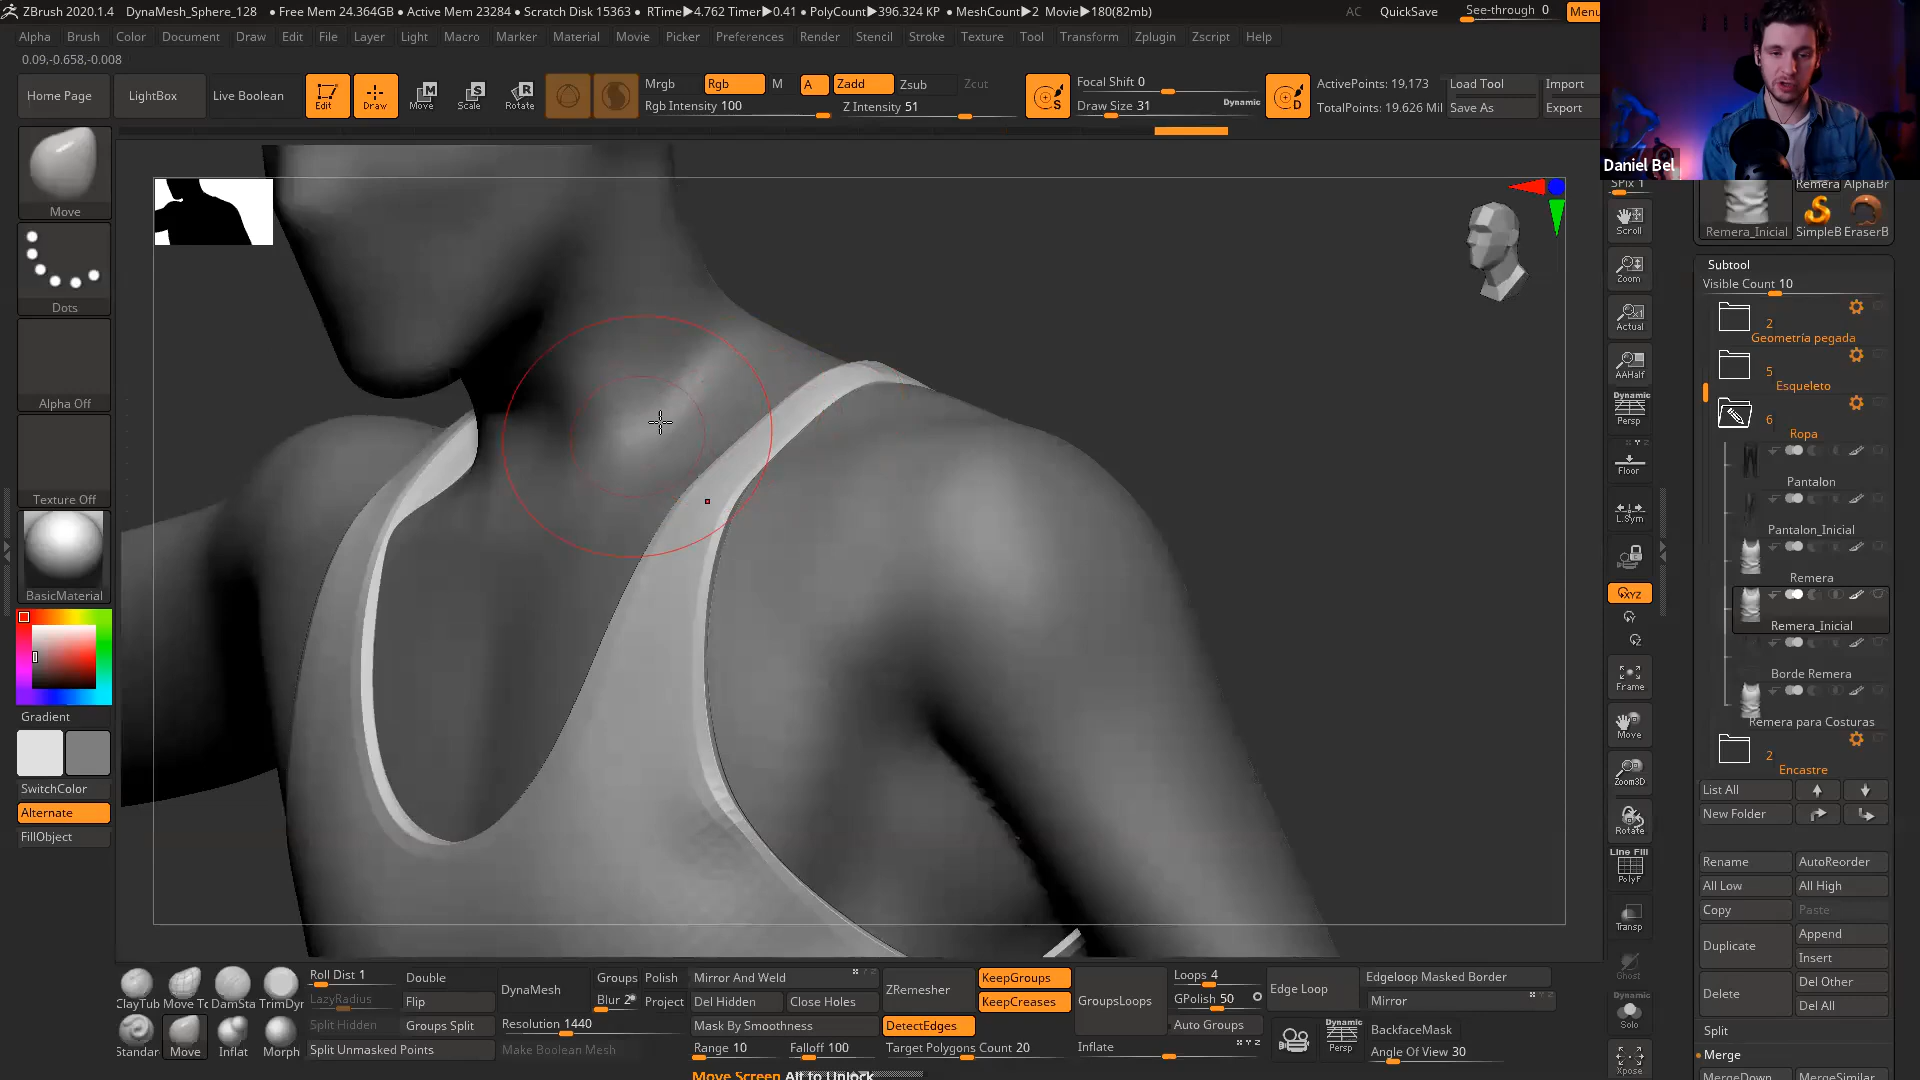 ZBrush 2020.1.4 DynaMesh_Sphere_128 ● Free Mem 24.364GB ● Active Mem 23284 ● Scratch Disk 15363 ● RTime▶4.762 Timer▶0.41 ● PolyCount▶396.324 KP ● MeshCount▶2 Movie▶180(82mb) AC QuickSave See-through 0 Menu
Alpha Brush Color Document Draw Edit File Layer Light Macro Marker Material Movie Picker Preferences Render Stencil Stroke Texture Tool Transform Zplugin Zscript Help
0.09,-0.658,-0.008
Home Page LightBox Live Boolean Edit Draw Move Scale Rotate
Mrgb Rgb M A Zadd Zsub Zcut
Rgb Intensity 100 Z Intensity 51
Focal Shift 0
Draw Size 31 Dynamic
ActivePoints: 19,173
TotalPoints: 19.626 Mil
Load Tool Import
Save As Export
Daniel Bel
Move
Dots
Alpha Off
Texture Off
BasicMaterial
Gradient
SwitchColor
Alternate
FillObject
SPix 1
Scroll
Zoom
Actual
AAHalf
Dynamic
Persp
Floor
L.Sym
XYZ
Frame
Move
Zoom3D
Rotate
Line Fill
PolyF
Transp
Ghost
Dynamic
Solo
Xpose
Remera AlphaBr
Remera_Inicial SimpleB EraserB
Subtool
Visible Count 10
2
Geometría pegada
5
Esqueleto
6
Ropa
Pantalon
Pantalon_Inicial
Remera
Remera_Inicial
Borde Remera
Remera para Costuras
2
Encastre
List All
New Folder
Rename AutoReorder
All Low All High
Copy Paste
Duplicate Append
Insert
Delete Del Other
Del All
Split
Merge
MergeDown MergeSimilar
ClayTub Move To DamSta TrimDyn
Standar Move Inflat Morph
Roll Dist 1 Double
LazyRadius Flip
Split Hidden Groups Split
Split Unmasked Points
DynaMesh Groups Polish
Blur 2 Project
Resolution 1440
Make Boolean Mesh
Mirror And Weld
Del Hidden Close Holes
Mask By Smoothness
Range 10 Falloff 100
ZRemesher KeepGroups
KeepCreases
DetectEdges
Target Polygons Count 20
GroupsLoops Loops 4
GPolish 50
Auto Groups
Inflate
Edge Loop Edgeloop Masked Border
Mirror
Dynamic
Persp
BackfaceMask
Angle Of View 30
Move Screen Alt to Unlock